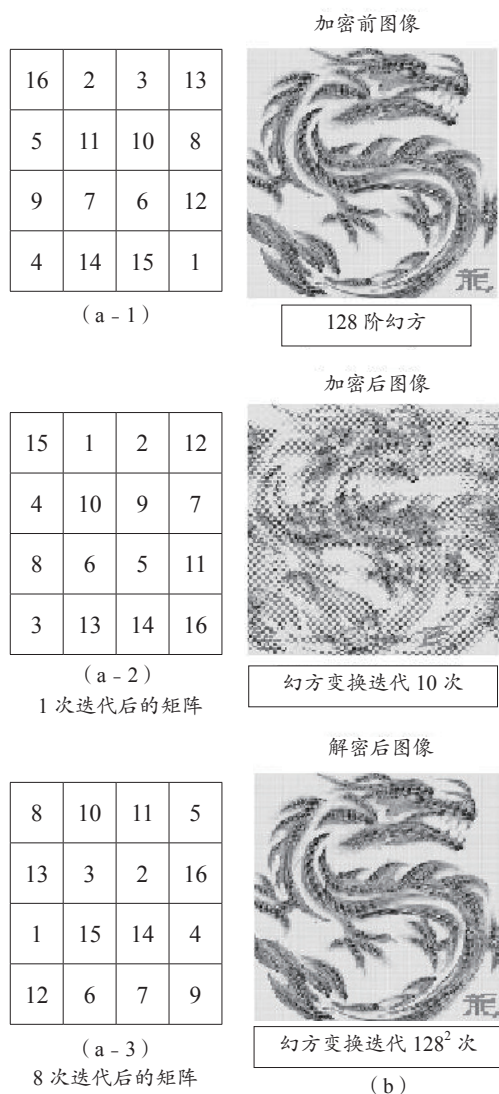 加密前图像
16 2 3 13
5 11 10 8
9 7 6 12
4 14 15 1
(a-1)
128 阶幻方
加密后图像
15 1 2 12
4 10 9 7
8 6 5 11
3 13 14 16
(a-2)
1 次迭代后的矩阵
幻方变换迭代 10 次
解密后图像
8 10 11 5
13 3 2 16
1 15 14 4
12 6 7 9
(a-3)
8 次迭代后的矩阵
幻方变换迭代 128² 次
(b)